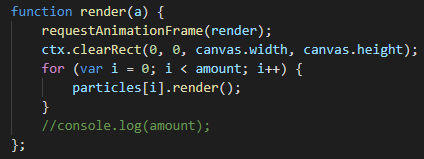 function render(a) {
    requestAnimationFrame(render);
    ctx.clearRect(0, 0, canvas.width, canvas.height);
    for (var i = 0; i < amount; i++) {
        particles[i].render();
    }
    //console.log(amount);
};